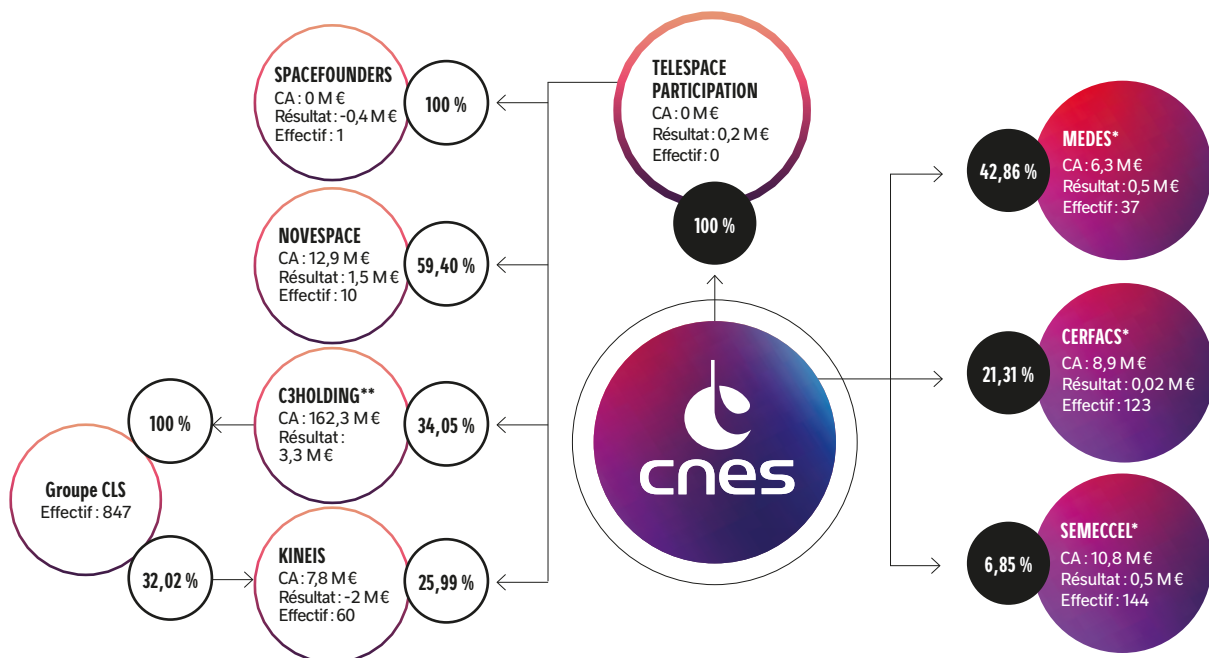 SPACEFOUNDERS
CA : 0 M €
Résultat : -0,4 M €
Effectif : 1
100 %
NOVESPACE
CA : 12,9 M €
Résultat : 1,5 M €
Effectif : 10
59,40 %
C3HOLDING**
CA : 162,3 M €
Résultat :
3,3 M €
34,05 %
100 %
Groupe CLS
Effectif : 847
32,02 %
KINEIS
CA : 7,8 M €
Résultat : -2 M €
Effectif : 60
25,99 %
TELESPACE
PARTICIPATION
CA : 0 M €
Résultat : 0,2 M €
Effectif : 0
100 %
cnes
42,86 %
MEDES*
CA : 6,3 M €
Résultat : 0,5 M €
Effectif : 37
21,31 %
CERFACS*
CA : 8,9 M €
Résultat : 0,02 M €
Effectif : 123
6,85 %
SEMECCEL*
CA : 10,8 M €
Résultat : 0,5 M €
Effectif : 144